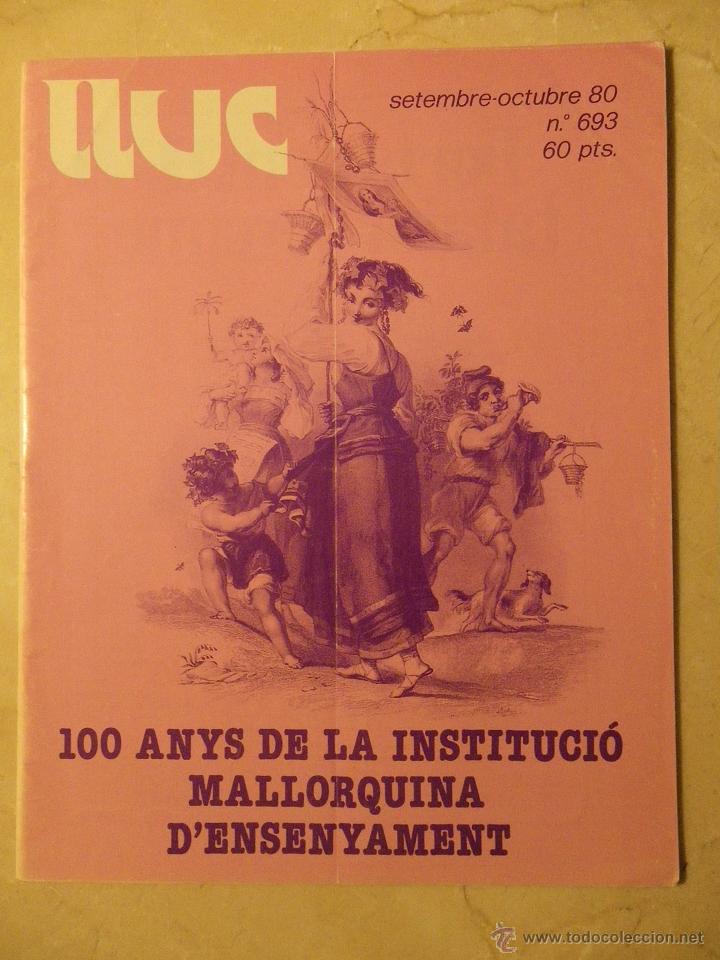 lluc
setembre-octubre 80
n.º 693
60 pts.
100 ANYS DE LA INSTITUCIÓ
MALLORQUINA
D'ENSENYAMENT
© www.todocoleccion.net